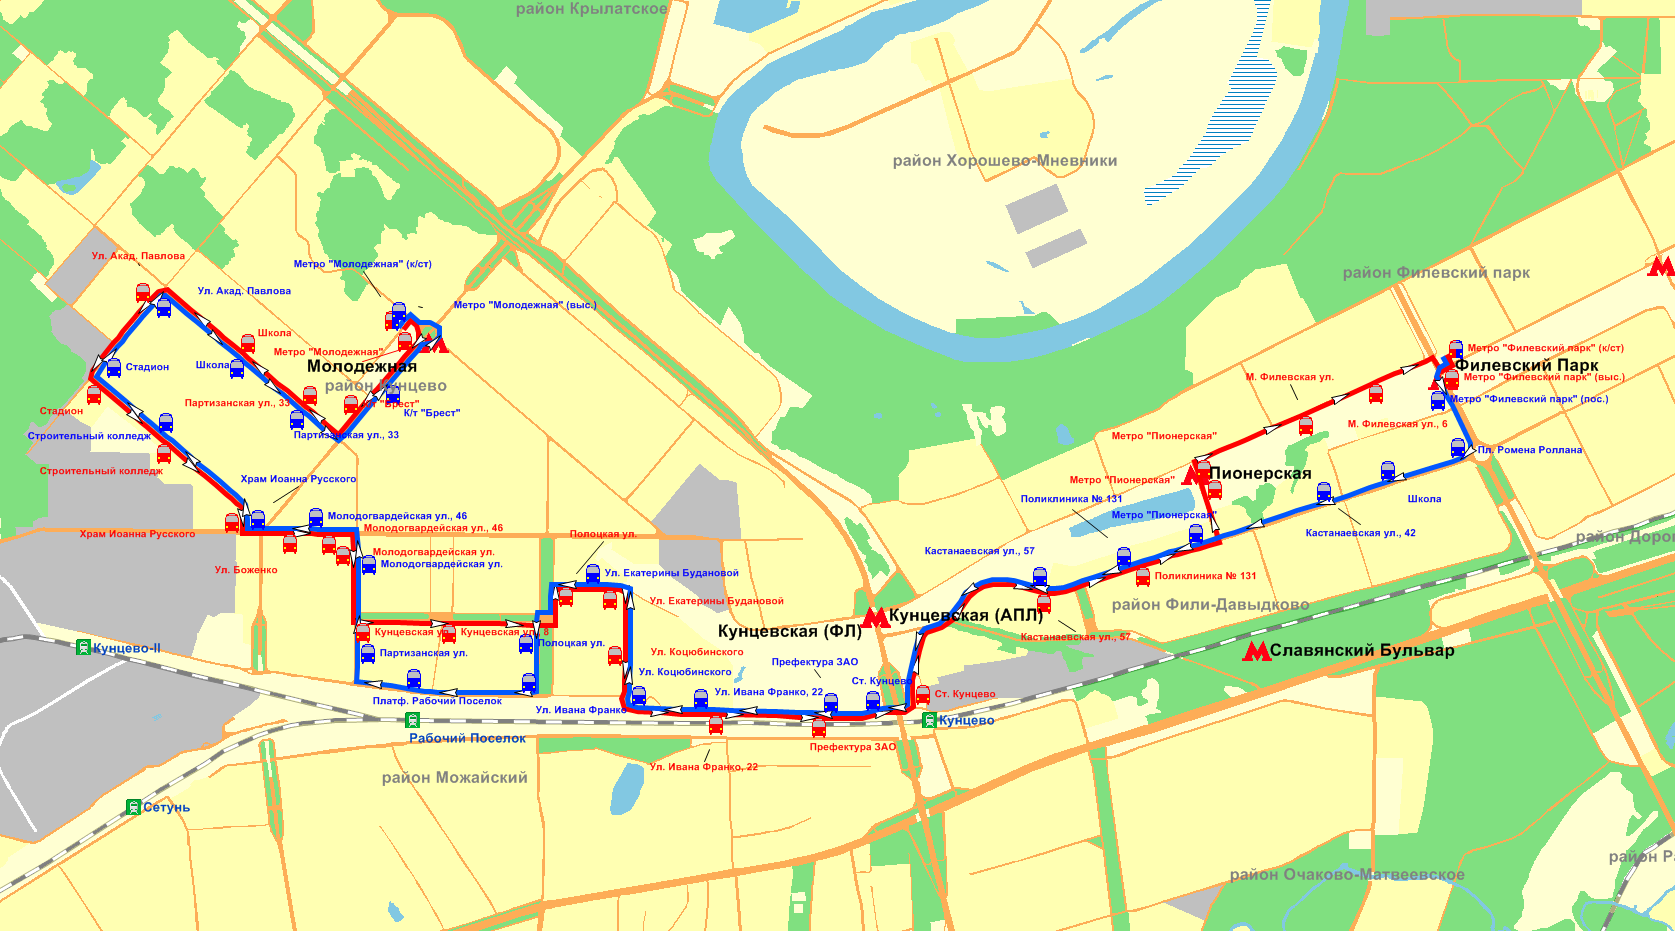 район Крылатское
район Хорошево-Мневники
Ул. Акад. Павлова
Метро "Молодежная" (к/ст)
район Филевский парк
Ул. Акад. Павлова
Метро "Молодежная" (выс.)
Школа
Метро "Молодежная"
Метро "Филевский парк" (к/ст)
Стадион
Школа
Молодежная
Филевский Парк
район Кунцево
М. Филевская ул.
Метро "Филевский парк" (выс.)
Партизанская ул., 33
К/т "Брест"
Метро "Филевский парк" (пос.)
Стадион
К/т "Брест"
М. Филевская ул., 6
Строительный колледж
Партизанская ул., 33
Метро "Пионерская"
Пл. Ромена Роллана
Строительный колледж
Храм Иоанна Русского
Метро "Пионерская"
Пионерская
Поликлиника № 131
Школа
Молодогвардейская ул., 46
Метро "Пионерская"
Молодогвардейская ул., 46
Храм Иоанна Русского
Полоцкая ул.
Кастанаевская ул., 42
район
Молодогвардейская ул.
Кастанаевская ул., 57
Молодогвардейская ул.
Ул. Боженко
Ул. Екатерины Будановой
Поликлиника № 131
Ул. Екатерины Будановой
район Фили-Давыдково
Кунцевская (АПЛ)
Кунцевская (ФЛ)
Кунцевская ул.
Кунцевская ул., 8
Кастанаевская ул., 57
Полоцкая ул.
Кунцево-II
Партизанская ул.
Ул. Коцюбинского
Славянский Бульвар
Префектура ЗАО
Ул. Коцюбинского
Ст. Кунцево
Ул. Ивана Франко, 22
Ст. Кунцево
Платф. Рабочий Поселок
Ул. Ивана Франко
Кунцево
Рабочий Поселок
Префектура ЗАО
Ул. Ивана Франко, 22
район Можайский
Сетунь
район Очаково-Матвеевское
район